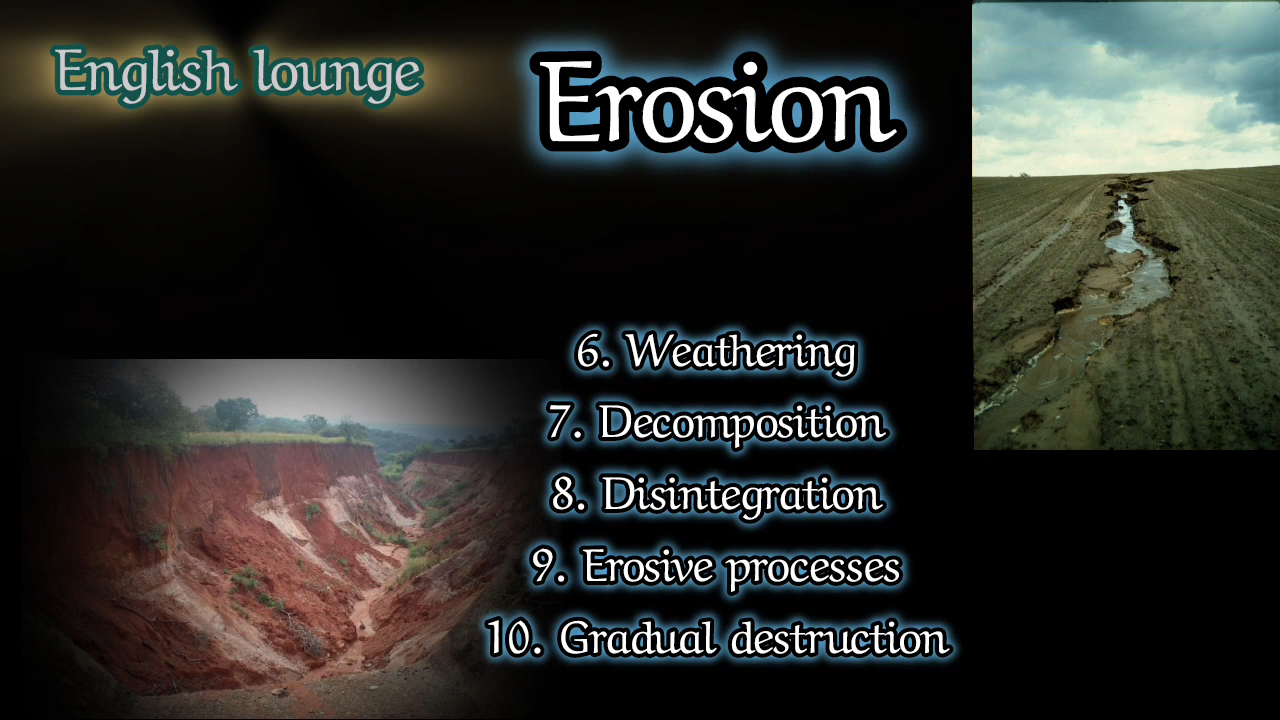 English lounge
Erosion
6. Weathering
7. Decomposition
8. Disintegration
9. Erosive processes
10. Gradual destruction